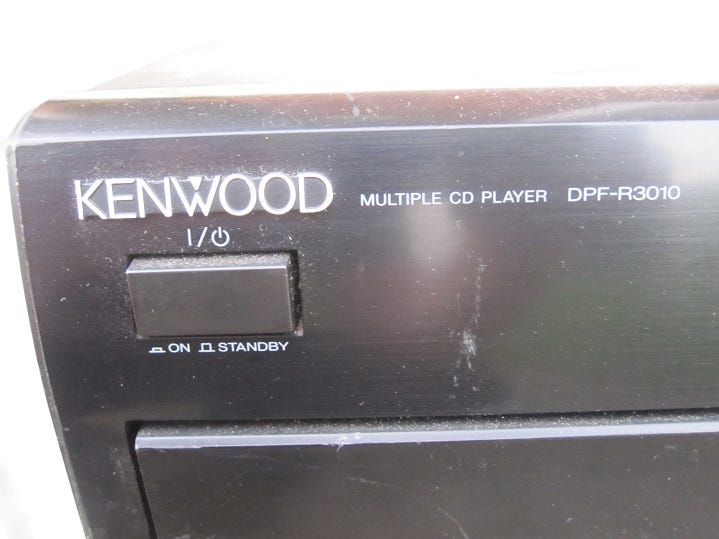 KENWOOD MULTIPLE CD PLAYER DPF-R3010
I/⏻
ON STANDBY